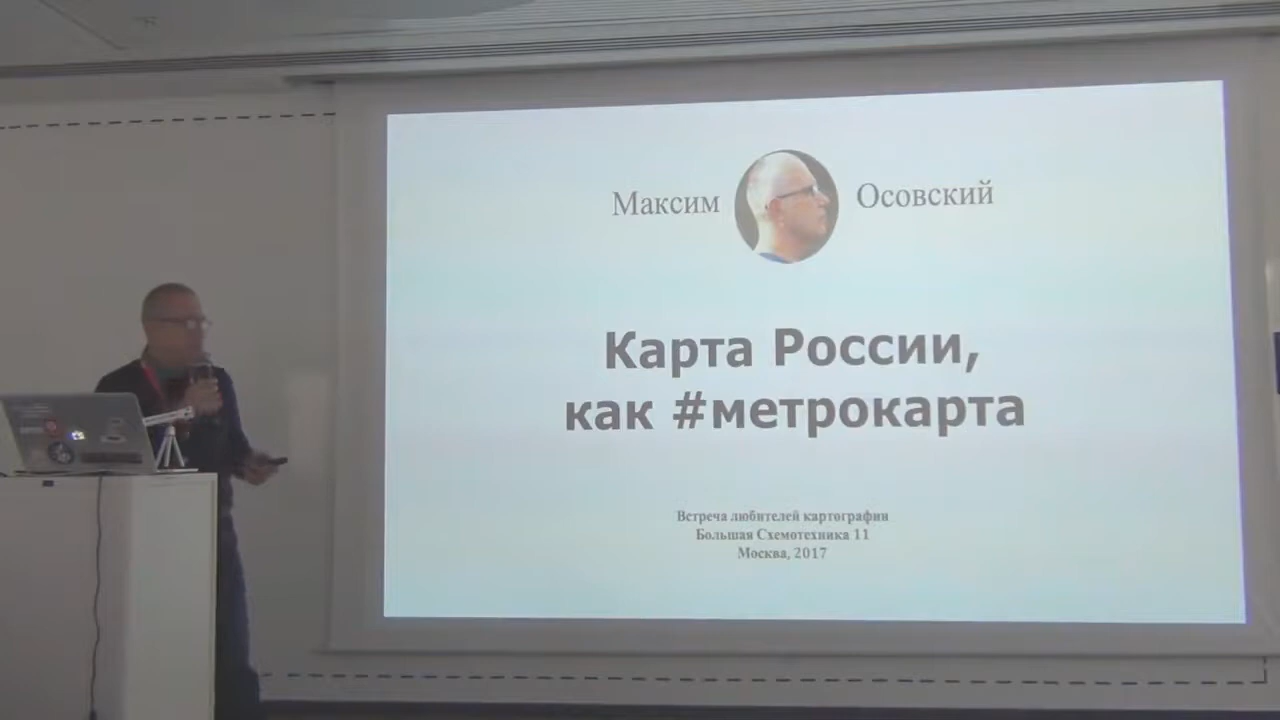 Максим Осовский
Карта России,
как #метрокарта
Встреча любителей картографии
Большая Схемотехника 11
Москва, 2017